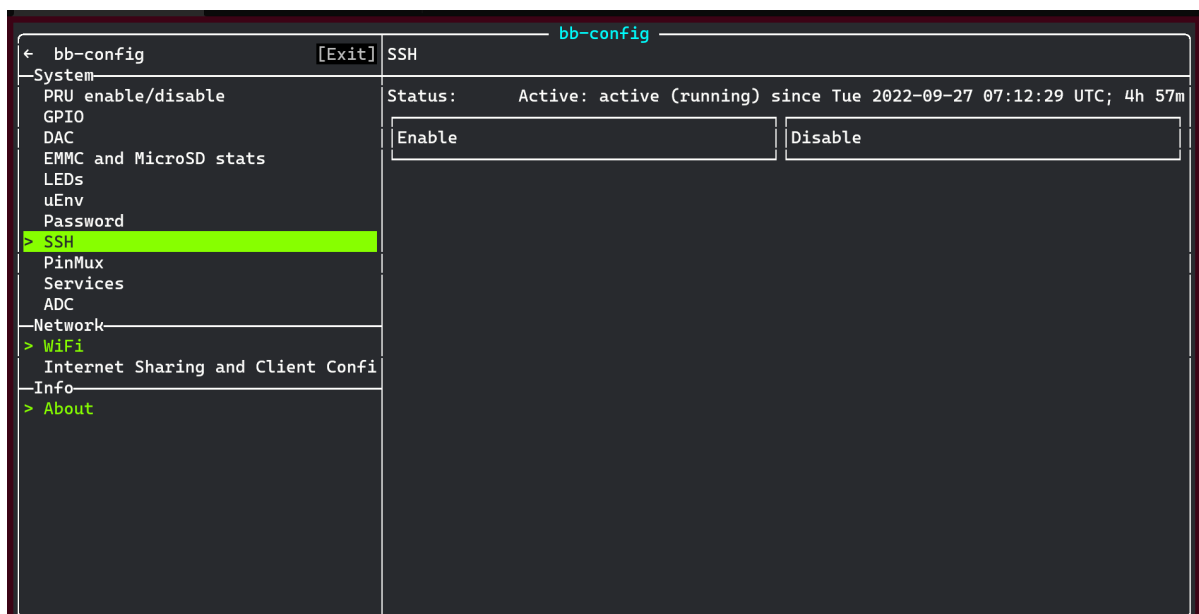 bb-config
← bb-config [Exit]
System
PRU enable/disable
GPIO
DAC
EMMC and MicroSD stats
LEDs
uEnv
Password
> SSH
PinMux
Services
ADC
Network
> WiFi
Internet Sharing and Client Confi
Info
> About
SSH
Status: Active: active (running) since Tue 2022-09-27 07:12:29 UTC; 4h 57m
Enable
Disable